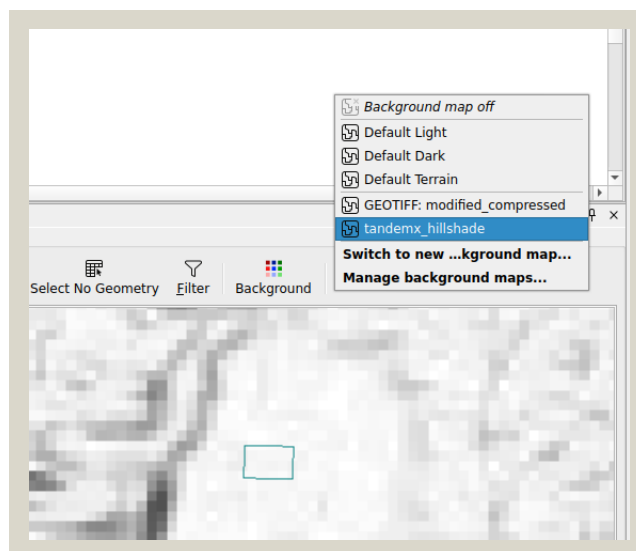 Background map off
Default Light
Default Dark
Default Terrain
GEOTIFF: modified_compressed
tandemx_hillshade
Switch to new ...kground map...
Manage background maps...
Select No Geometry Filter Background